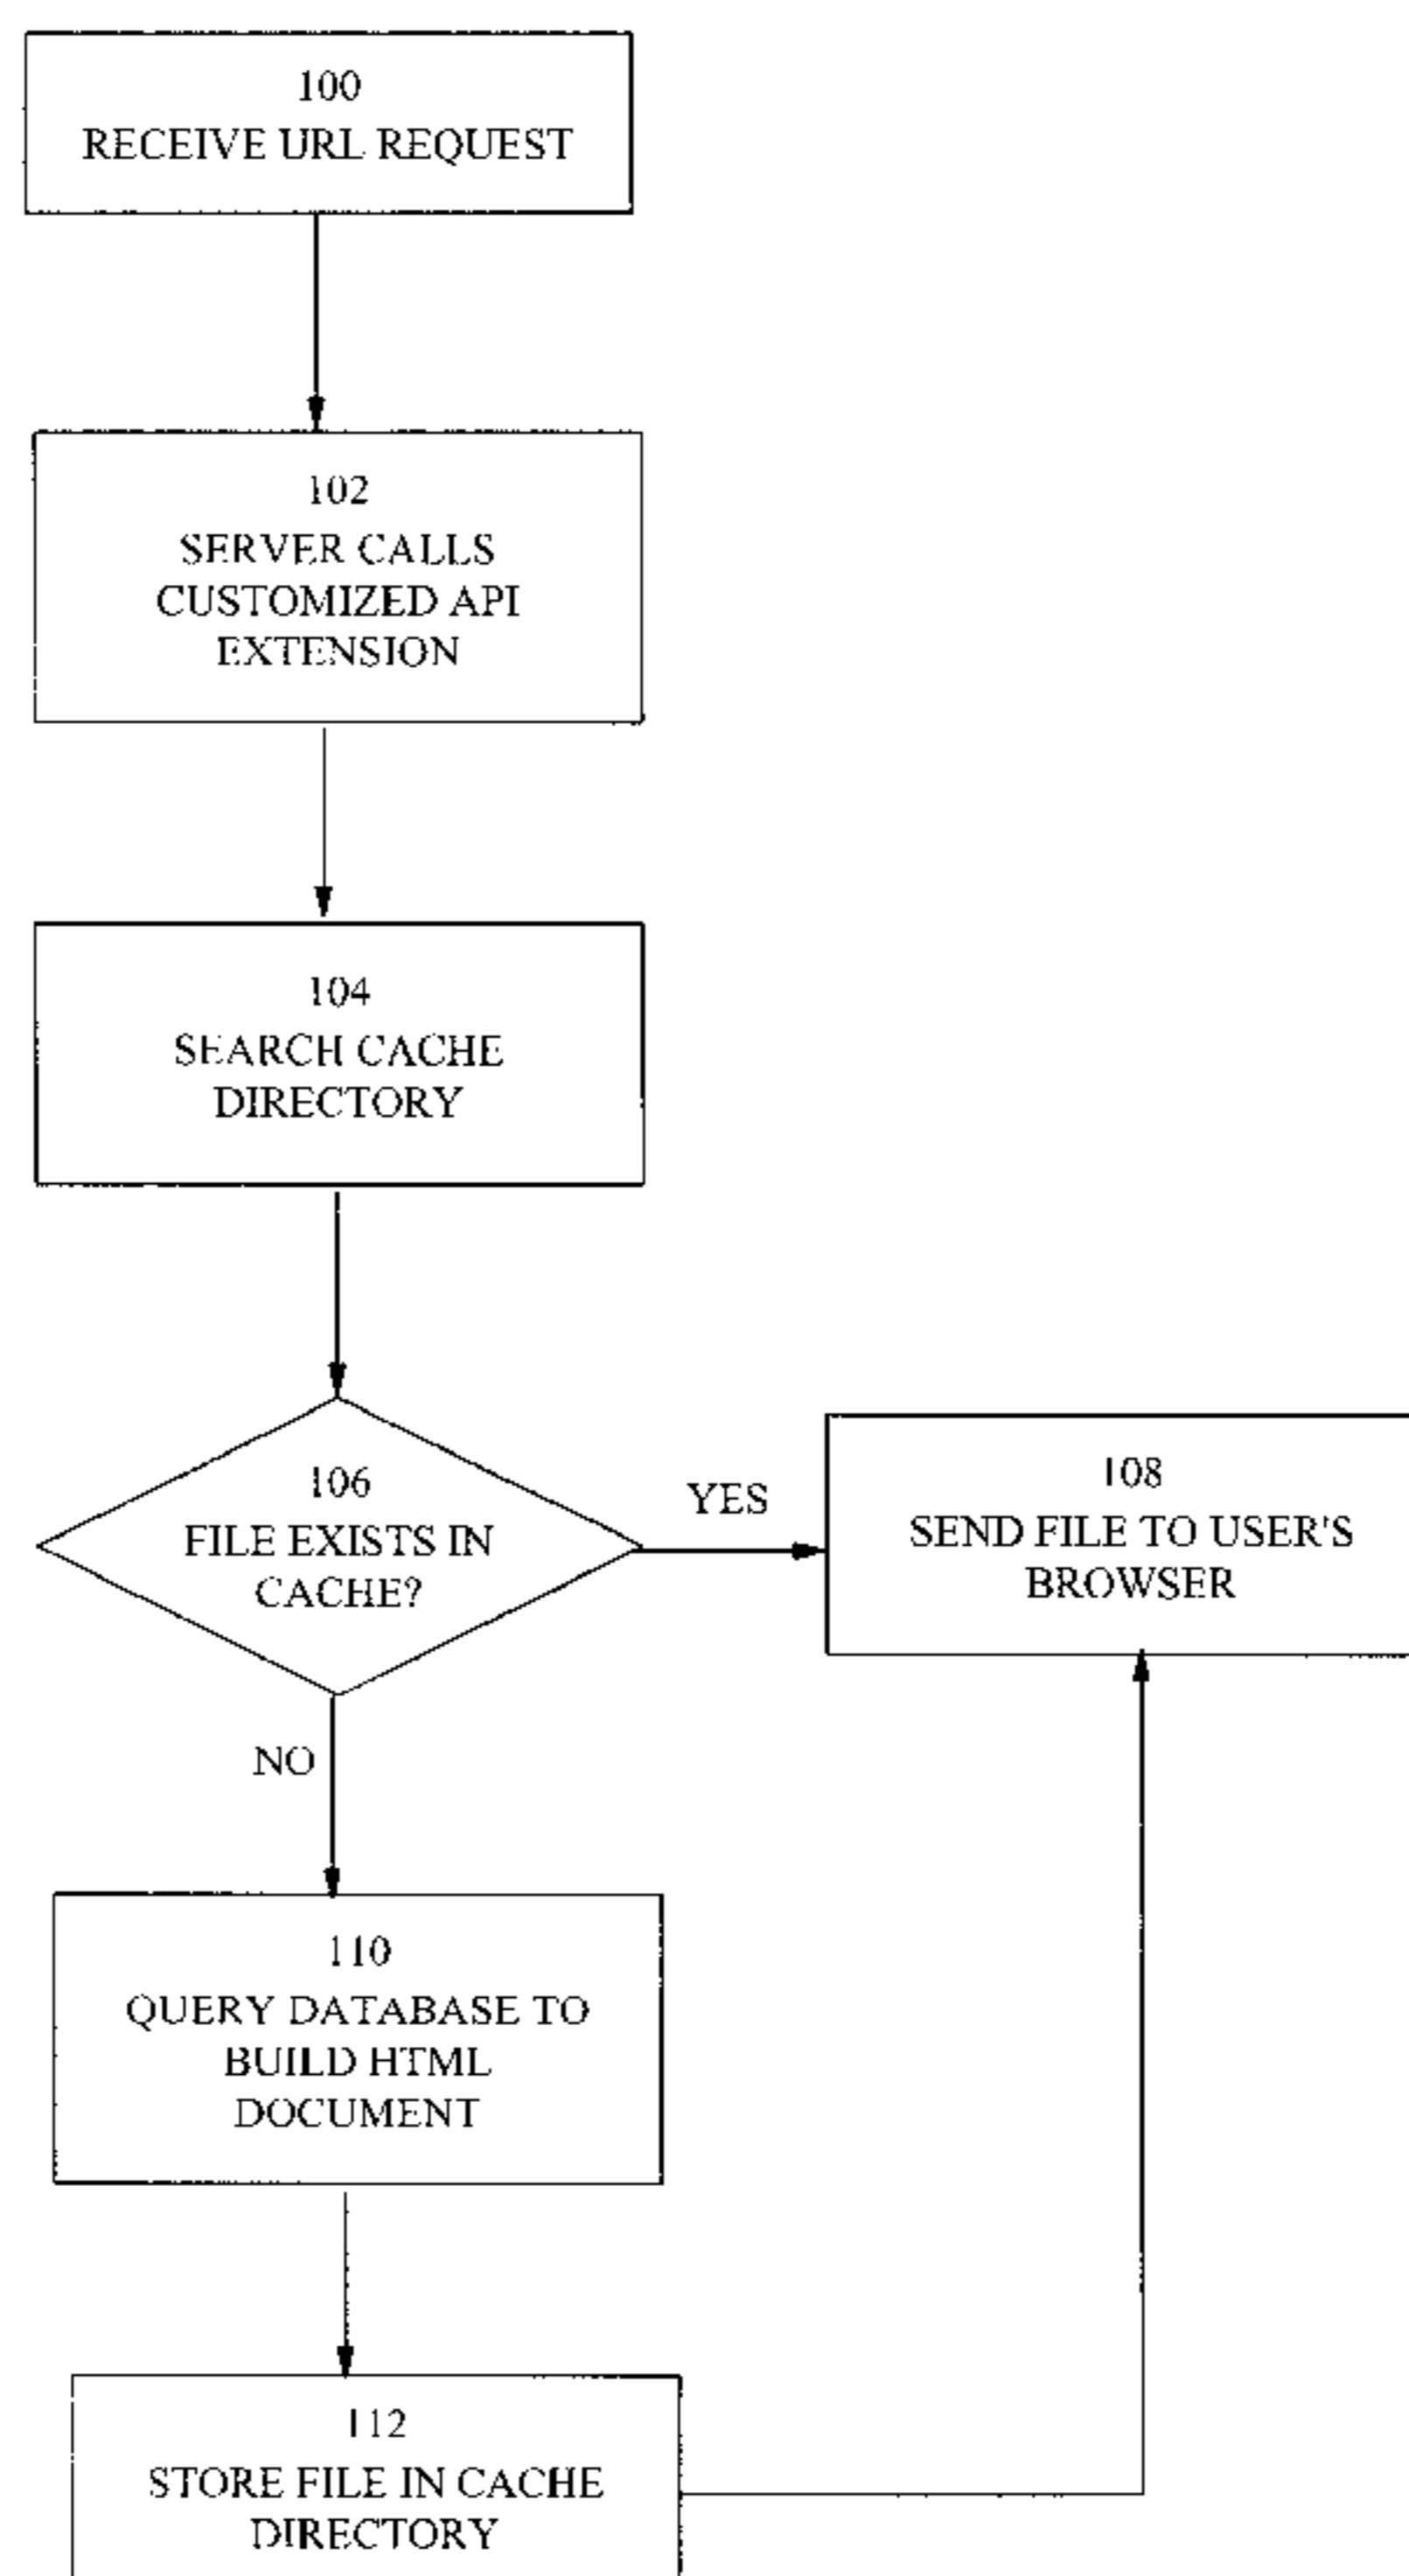 100
RECEIVE URL REQUEST
102
SERVER CALLS
CUSTOMIZED API
EXTENSION
104
SEARCH CACHE
DIRECTORY
106
FILE EXISTS IN
CACHE?
YES
108
SEND FILE TO USER'S
BROWSER
NO
110
QUERY DATABASE TO
BUILD HTML
DOCUMENT
112
STORE FILE IN CACHE
DIRECTORY